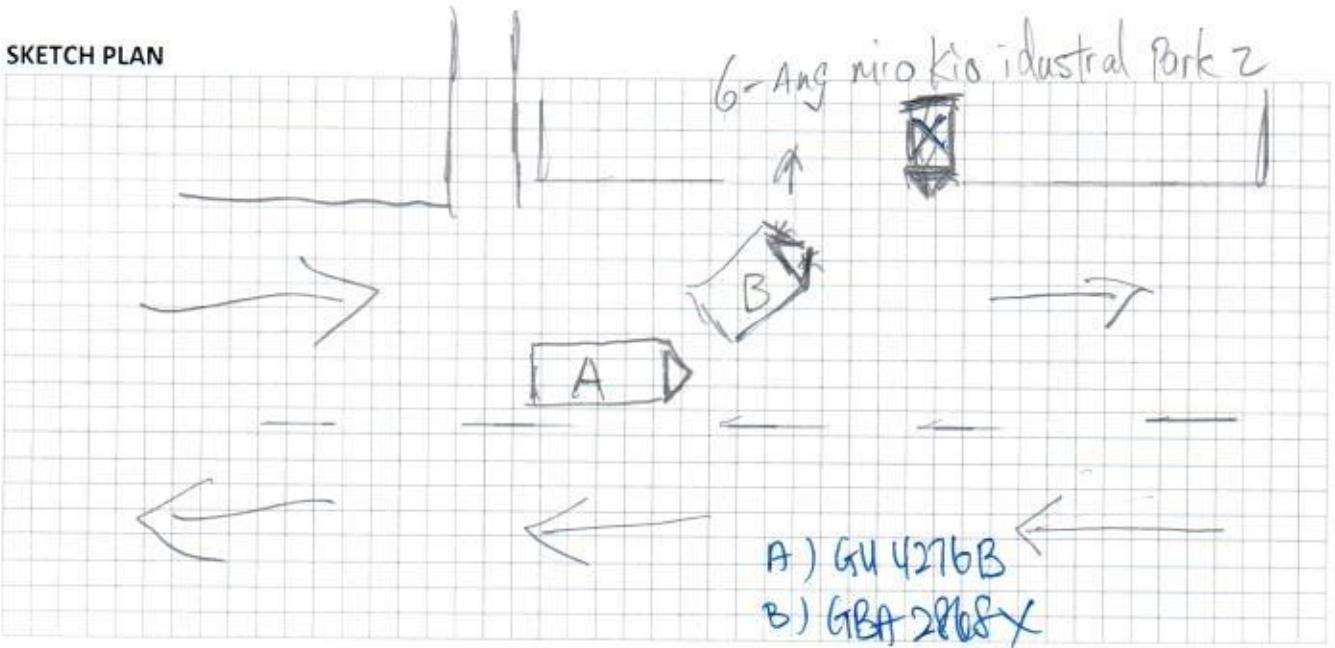 SKETCH PLAN
6-Ang mio kio idustral Park 2
X
B
A
A) GU 4276B
B) GBA 2868X